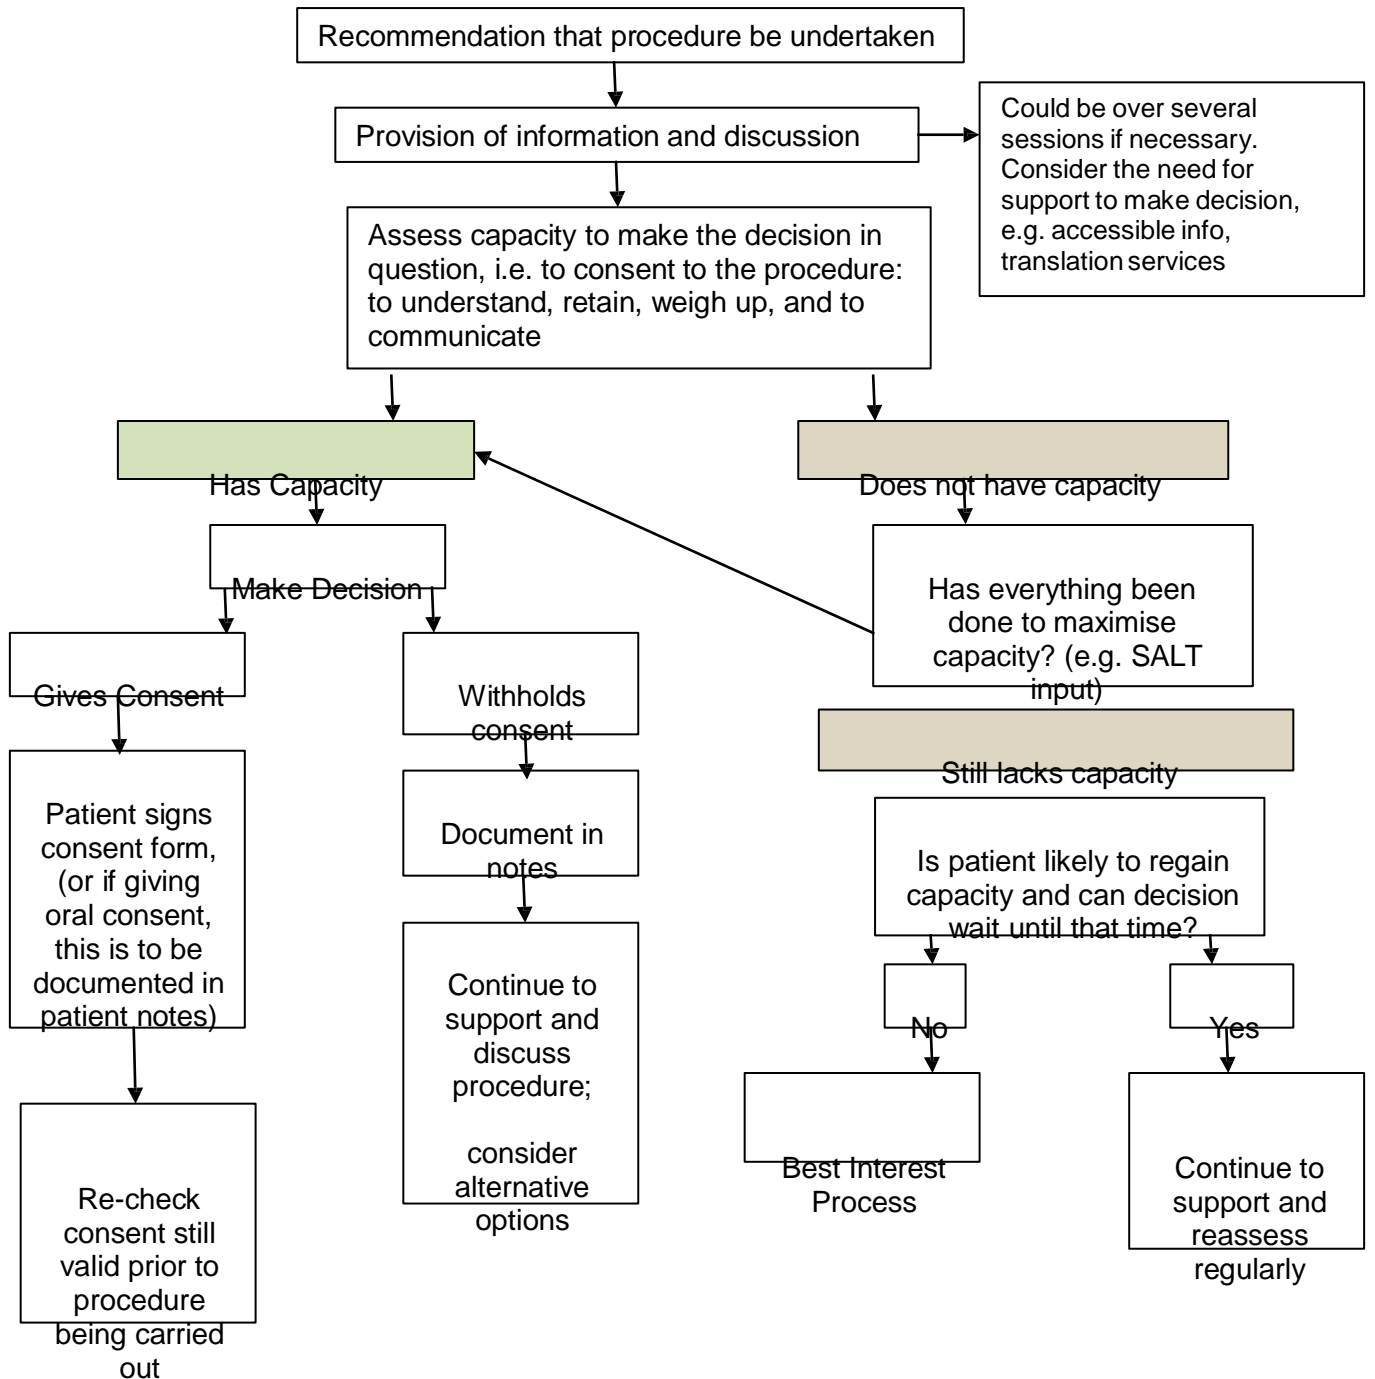 Recommendation that procedure be undertaken
Provision of information and discussion
Could be over several
sessions if necessary.
Consider the need for
support to make decision,
e.g. accessible info,
translation services
Assess capacity to make the decision in
question, i.e. to consent to the procedure:
to understand, retain, weigh up, and to
communicate
Has Capacity
Does not have capacity
Make Decision
Has everything been
done to maximise
capacity? (e.g. SALT
input)
Gives Consent
Withholds
consent
Still lacks capacity
Patient signs
consent form,
(or if giving
oral consent,
this is to be
documented in
patient notes)
Document in
notes
Is patient likely to regain
capacity and can decision
wait until that time?
Continue to
support and
discuss
procedure;
consider
alternative
options
No
Yes
Re-check
consent still
valid prior to
procedure
being carried
out
Best Interest
Process
Continue to
support and
reassess
regularly